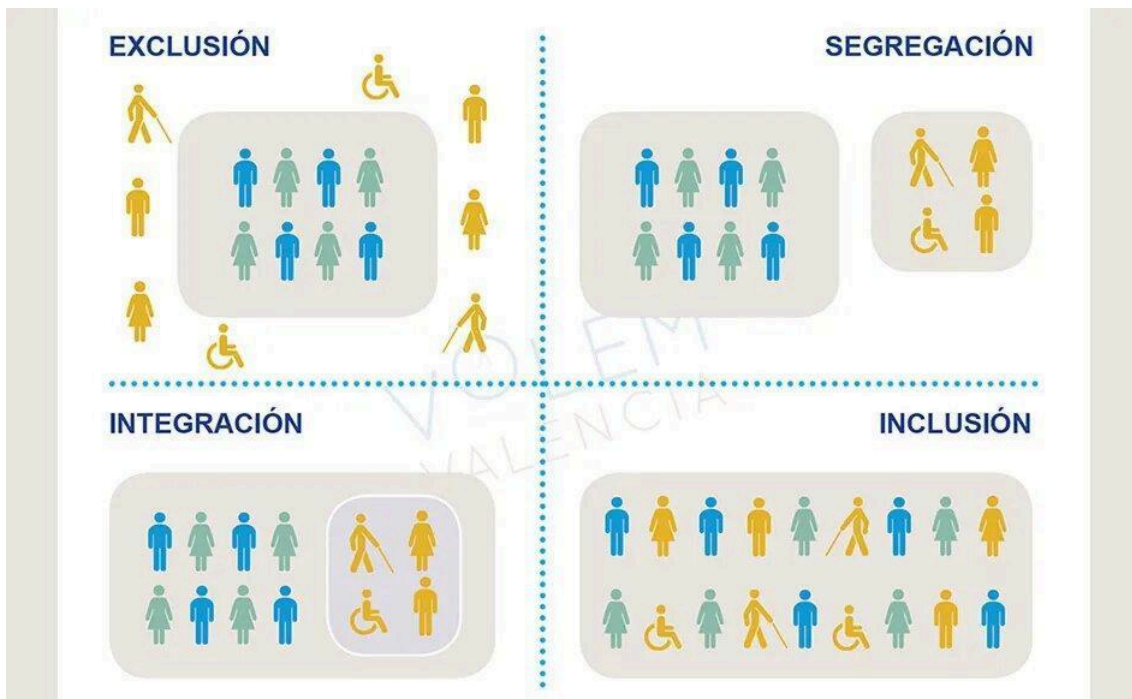 EXCLUSIÓN
SEGREGACIÓN
VOLEM
VALENCIA
INTEGRACIÓN
INCLUSIÓN